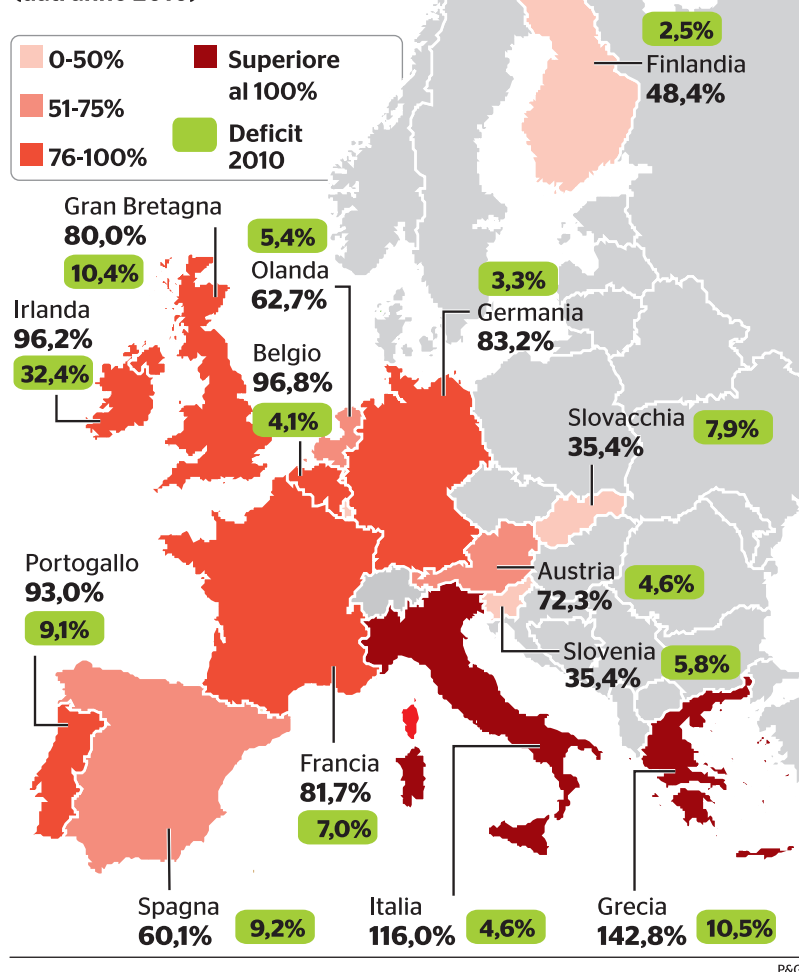 0-50%
51-75%
76-100%
Superiore
al 100%
Deficit
2010
2,5%
Finlandia
48,4%
Gran Bretagna
80,0%
10,4%
5,4%
Olanda
62,7%
3,3%
Germania
83,2%
Irlanda
96,2%
32,4%
Belgio
96,8%
4,1%
Slovacchia
35,4%
7,9%
Portogallo
93,0%
9,1%
Austria
72,3%
4,6%
Slovenia
35,4%
5,8%
Francia
81,7%
7,0%
Spagna
60,1%
9,2%
Italia
116,0%
4,6%
Grecia
142,8%
10,5%
P&G